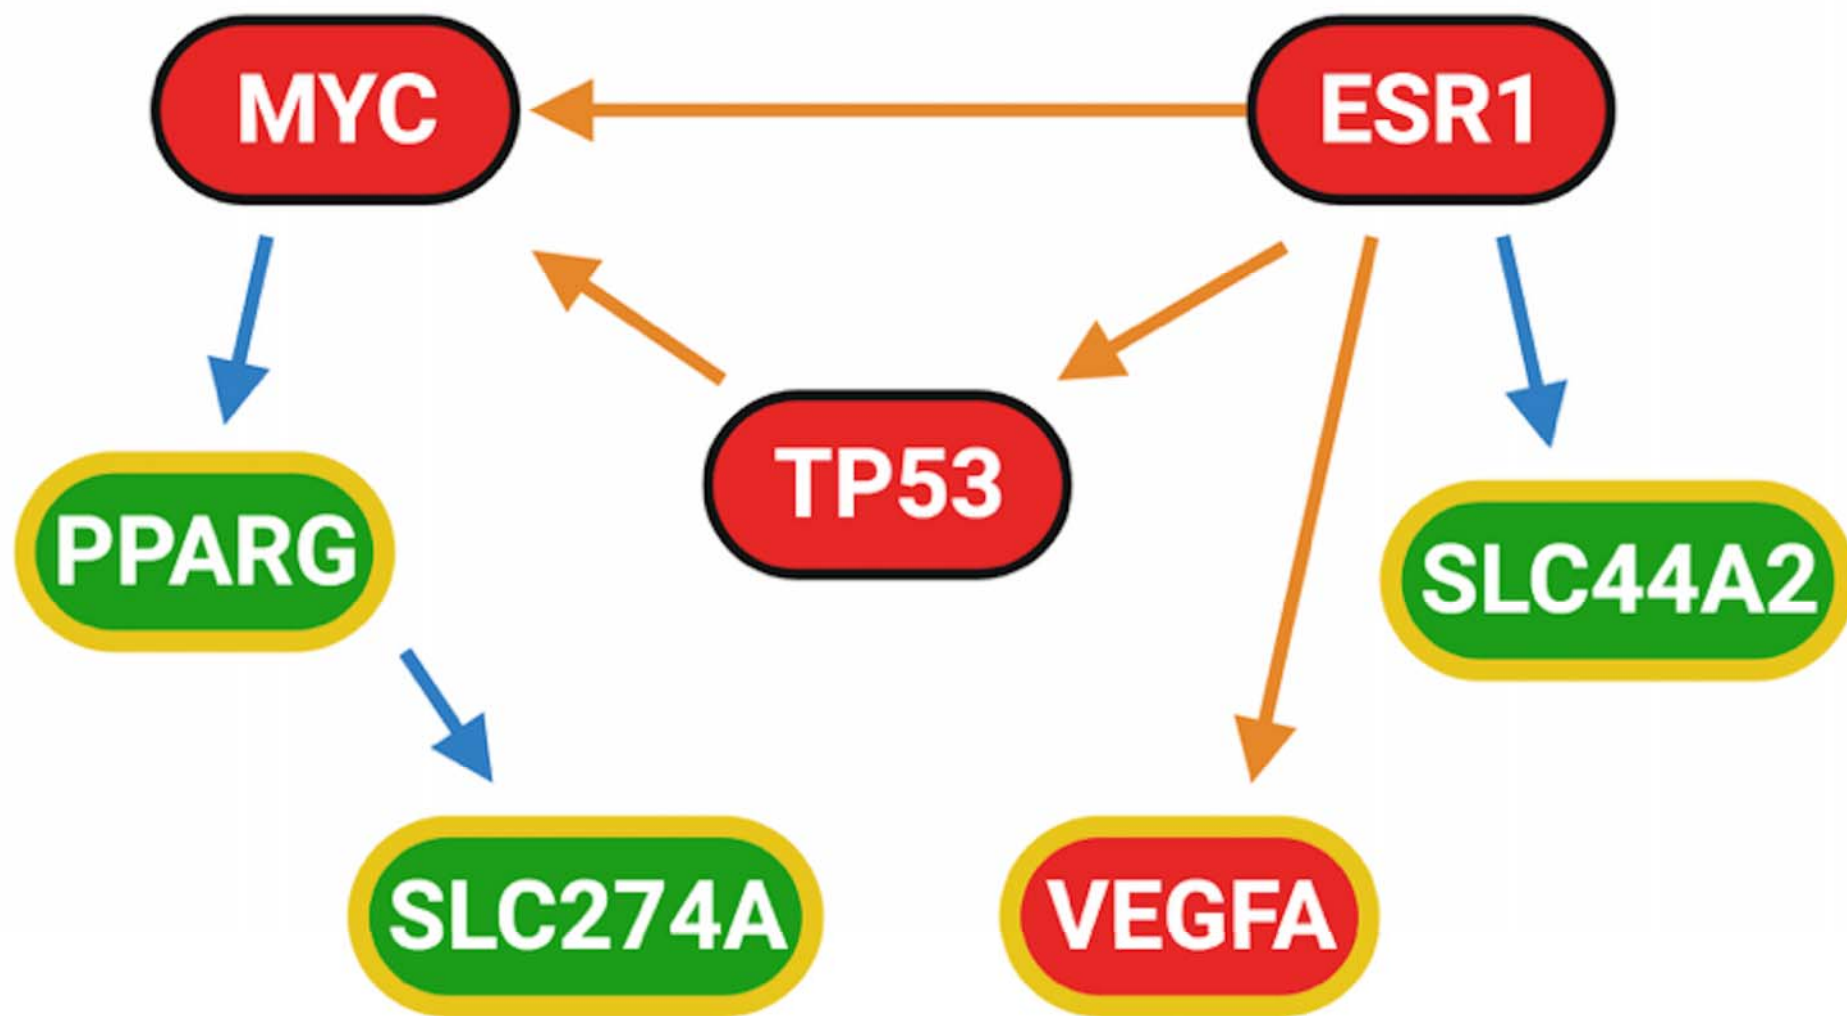 MYC
ESR1
TP53
PPARG
SLC44A2
SLC274A
VEGFA